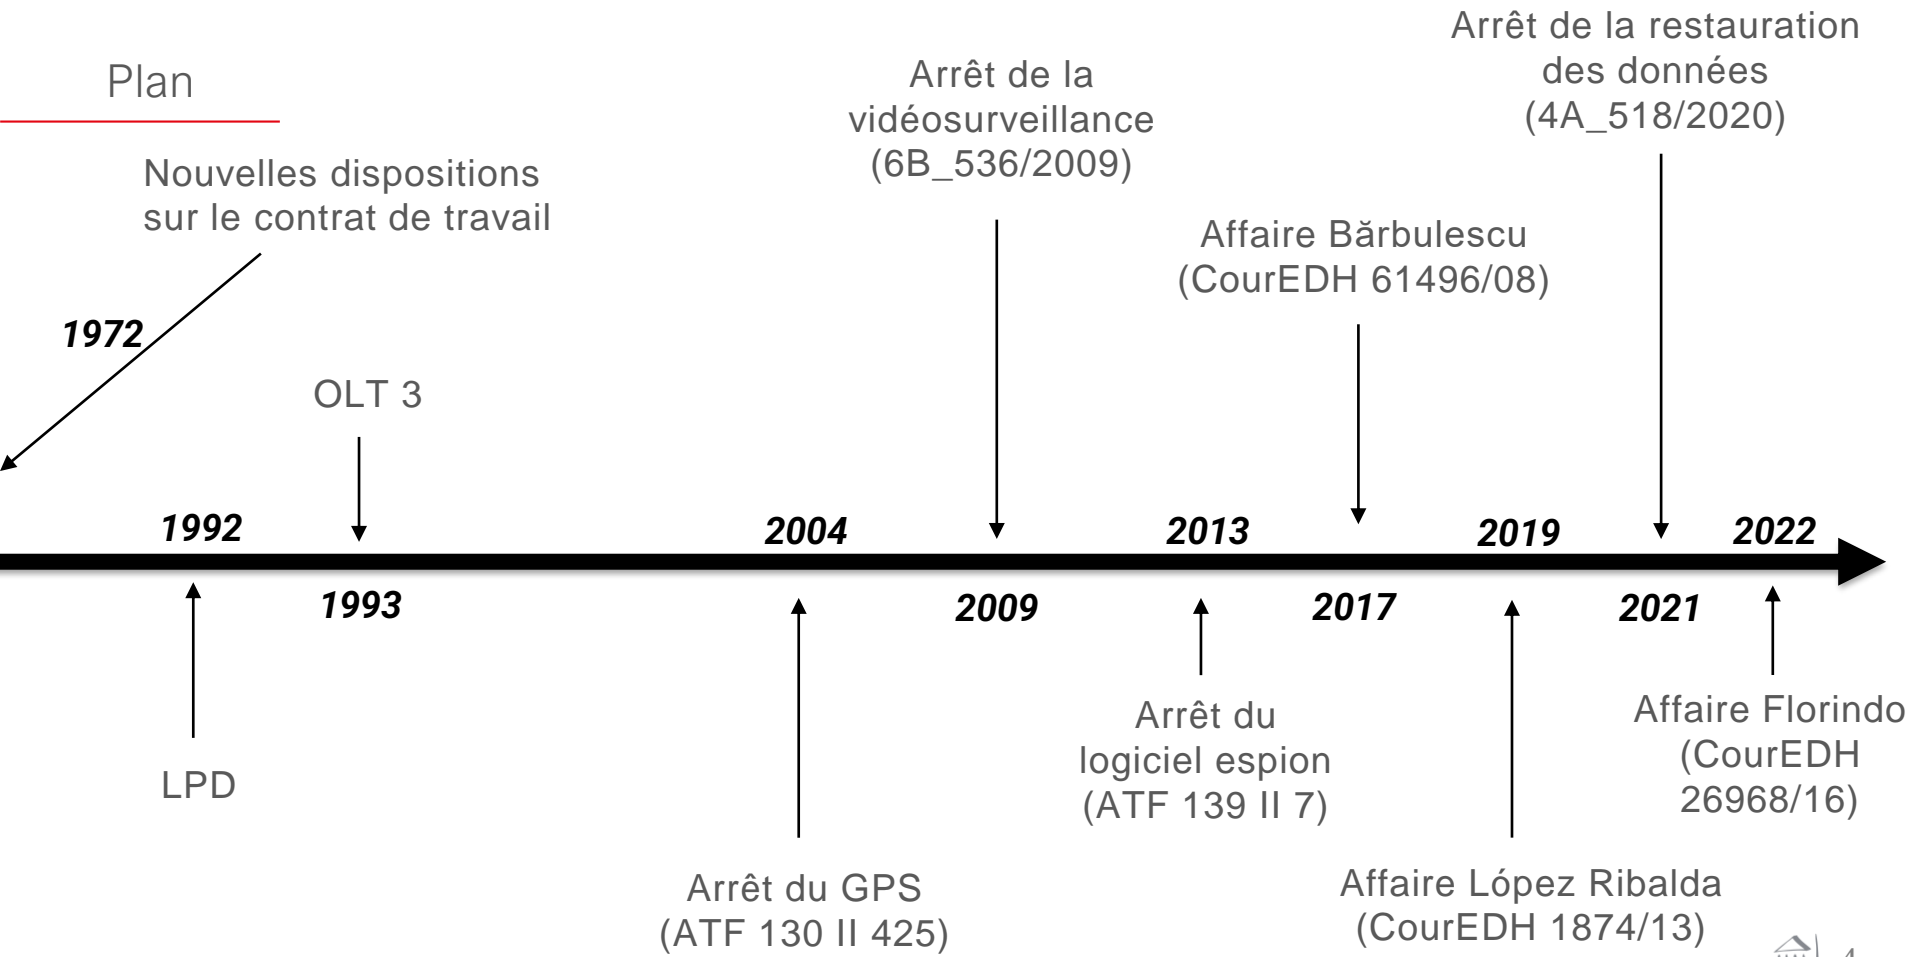 Plan
Nouvelles dispositions
sur le contrat de travail
1972
OLT 3
1992
1993
LPD
Arrêt de la
vidéosurveillance
(6B_536/2009)
2004
2009
Arrêt du GPS
(ATF 130 II 425)
Affaire Bărbulescu
(CourEDH 61496/08)
2013
2017
Arrêt du
logiciel espion
(ATF 139 II 7)
Arrêt de la restauration
des données
(4A_518/2020)
2019
2021
2022
Affaire López Ribalda
(CourEDH 1874/13)
Affaire Florindo
(CourEDH
26968/16)